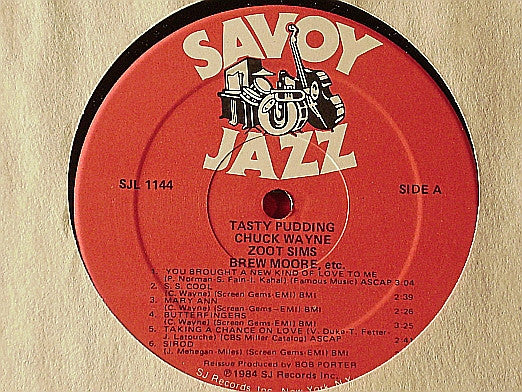 SAVOY
JAZZ
SJL 1144
SIDE A
TASTY PUDDING
CHUCK WAYNE
ZOOT SIMS
BREW MOORE, etc.
1. YOU BROUGHT A NEW KIND OF LOVE TO ME
(P. Norman-S. Fain-I. Kahal) (Famous Music) ASCAP 3:04
2. S.S. COOL
(C. Wayne) (Screen Gems-EMI) BMI 2:39
3. MARY ANN
(C. Wayne) (Screen Gems-EMI) BMI 2:26
4. BUTTERFINGERS
(C. Wayne) (Screen Gems-EMI) BMI 3:25
5. TAKING A CHANCE ON LOVE (V. Duke-T. Fetter-
J. Latouche) (CBS Miller Catalog) ASCAP 2:41
6. SIROD
(J. Mehegan-Miles) (Screen Gems-EMI) BMI
Reissue Produced by BOB PORTER
℗1984 SJ Records Inc.
SJ Records Inc., New York, N.Y.